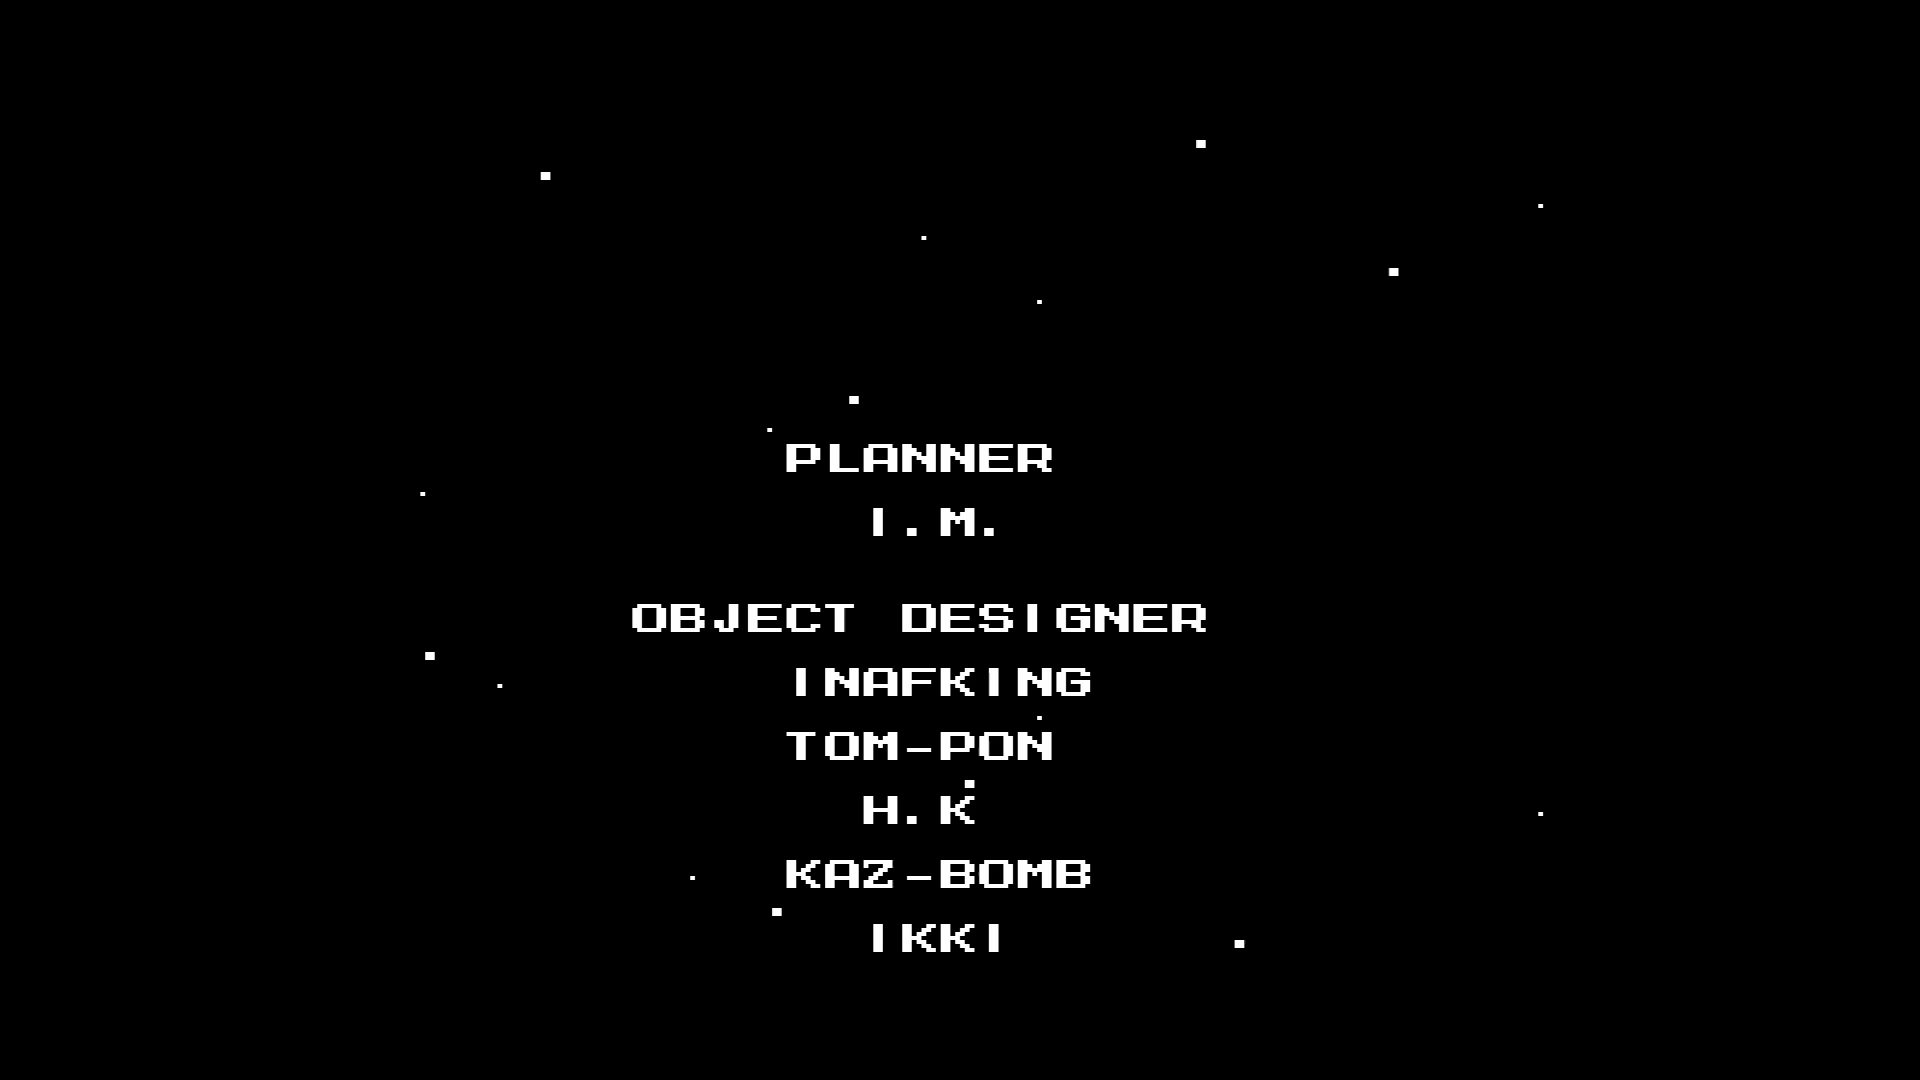 PLANNER
I.M.
OBJECT DESIGNER
INAFKING
TOM-PON
H.K
KAZ-BOMB
IKKI